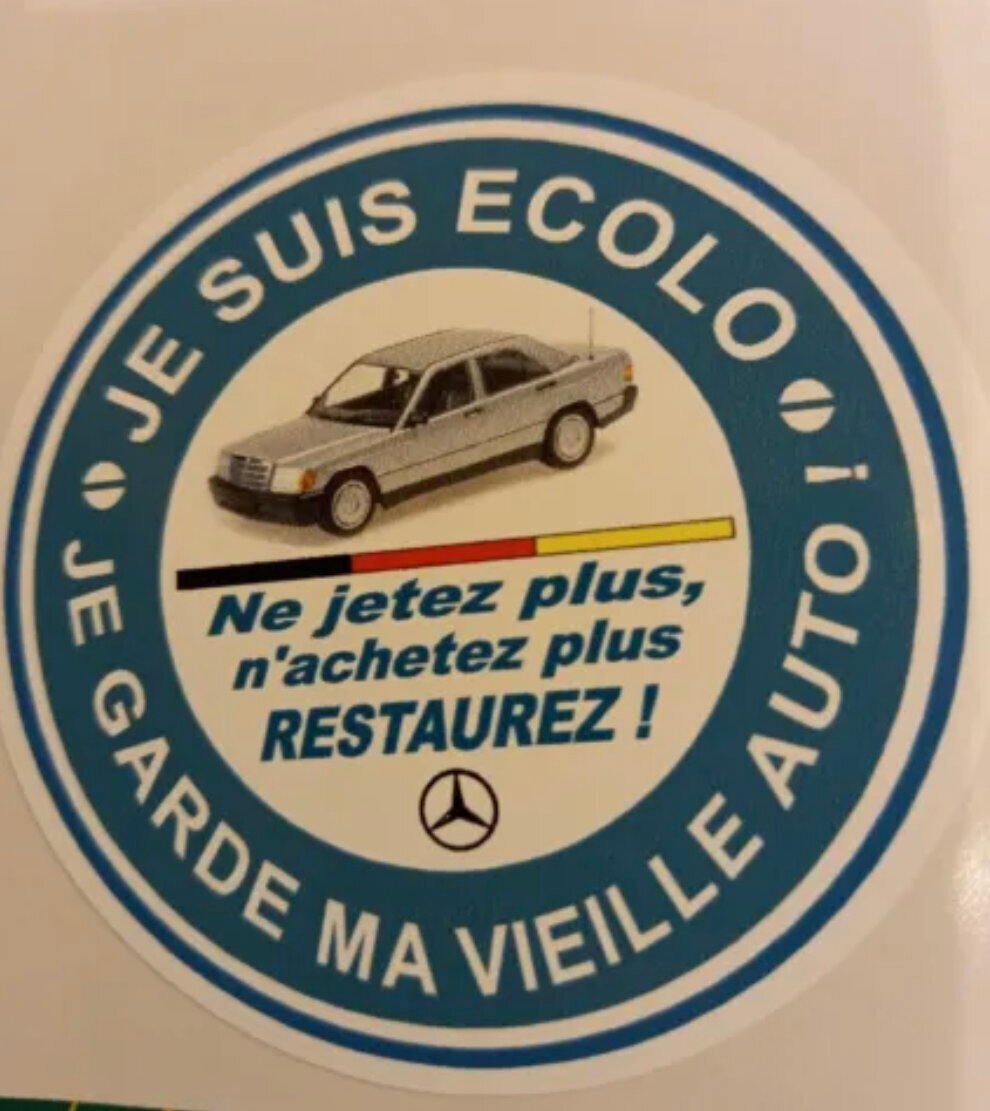 JE SUIS ECOLO
JE GARDE MA VIEILLE AUTO !
Ne jetez plus,
n'achetez plus
RESTAUREZ !